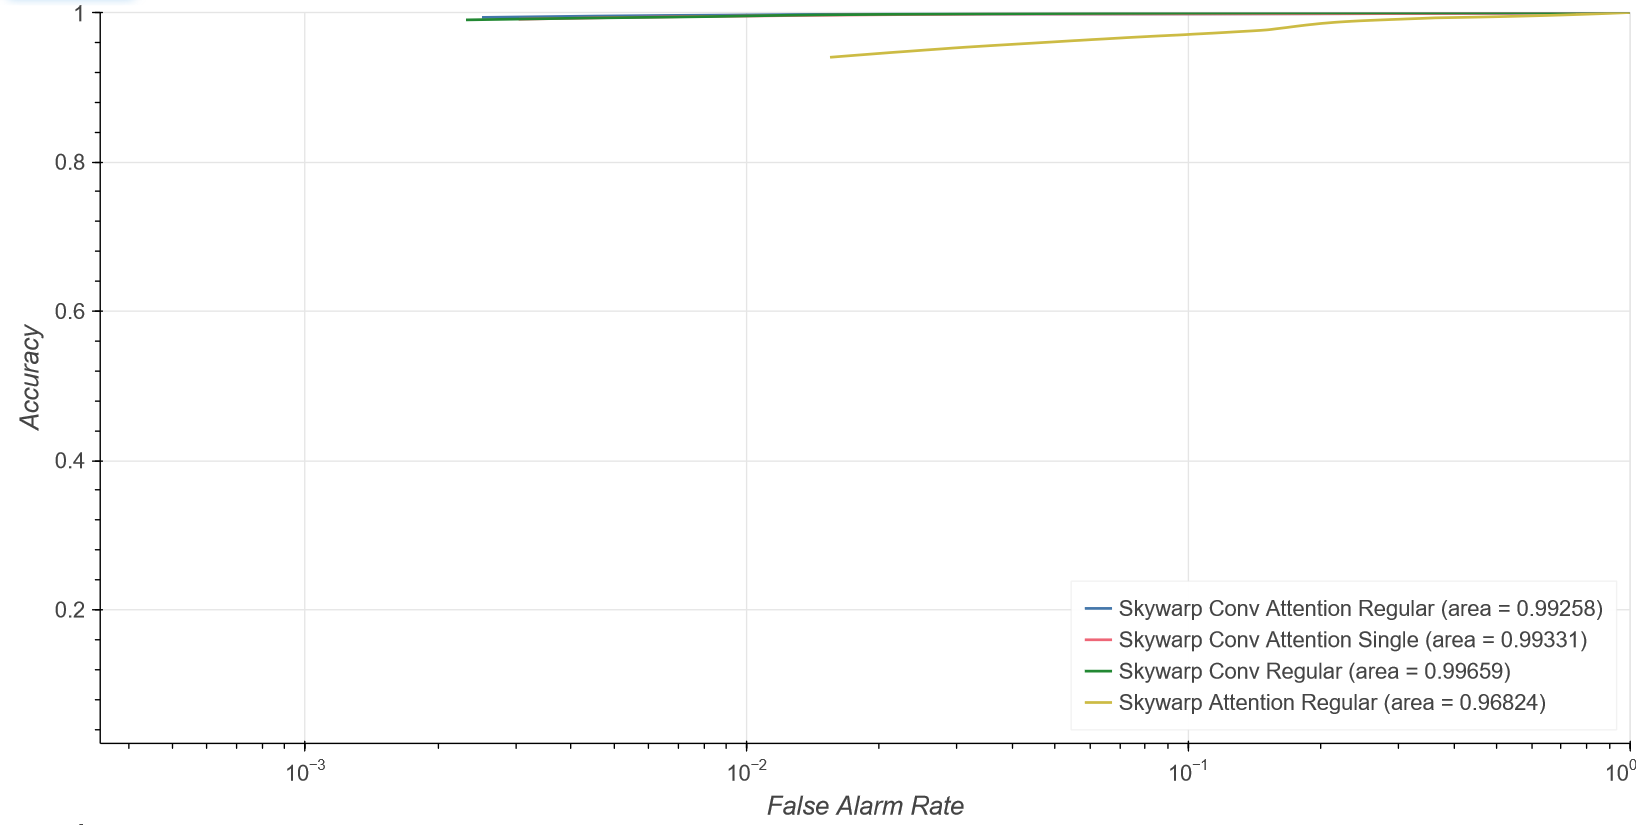 1
0.8
0.6
0.4
0.2
Accuracy
10⁻³
10⁻²
10⁻¹
10⁰
False Alarm Rate
Skywarp Conv Attention Regular (area = 0.99258)
Skywarp Conv Attention Single (area = 0.99331)
Skywarp Conv Regular (area = 0.99659)
Skywarp Attention Regular (area = 0.96824)